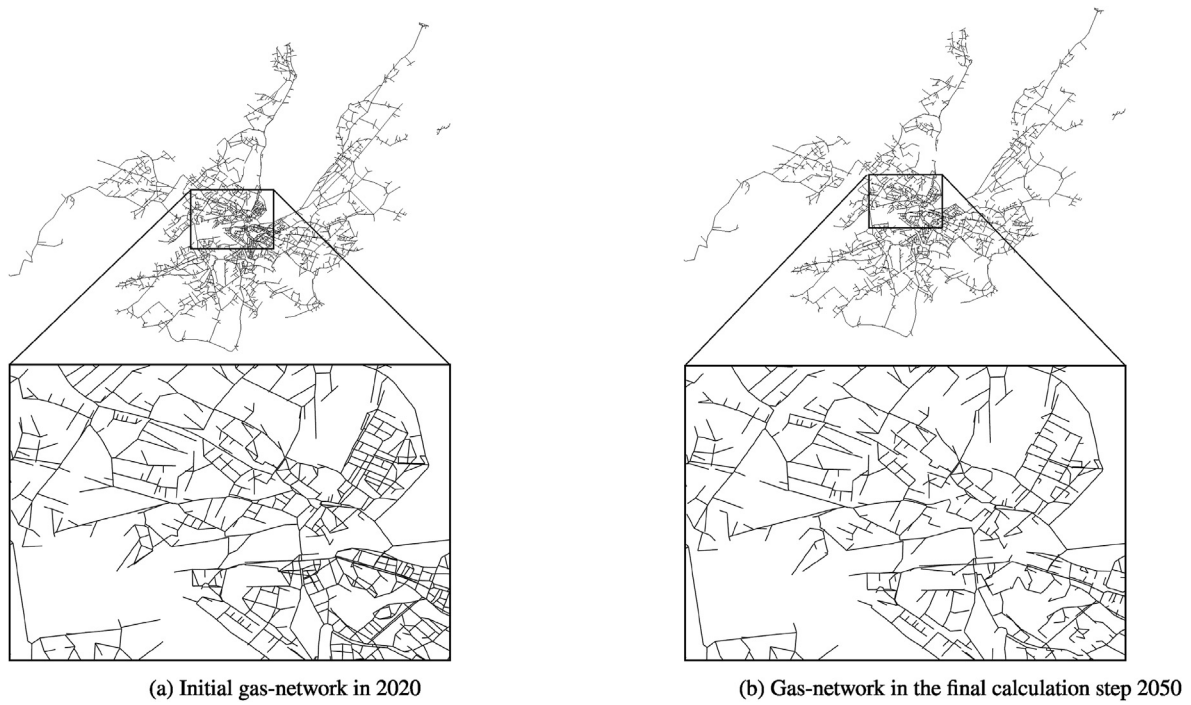 (a) Initial gas-network in 2020
(b) Gas-network in the final calculation step 2050